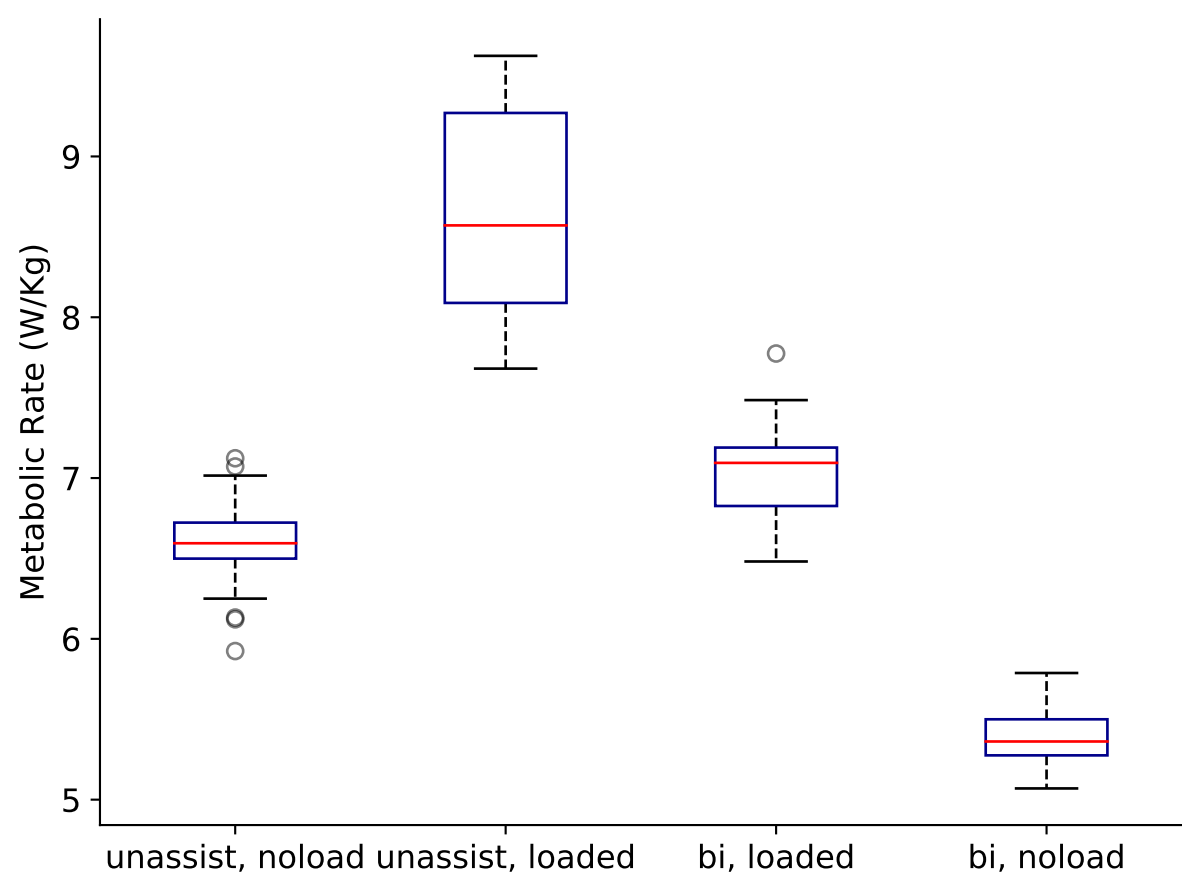 Metabolic Rate (W/Kg)
9
8
7
6
5
unassist, noload
unassist, loaded
bi, loaded
bi, noload